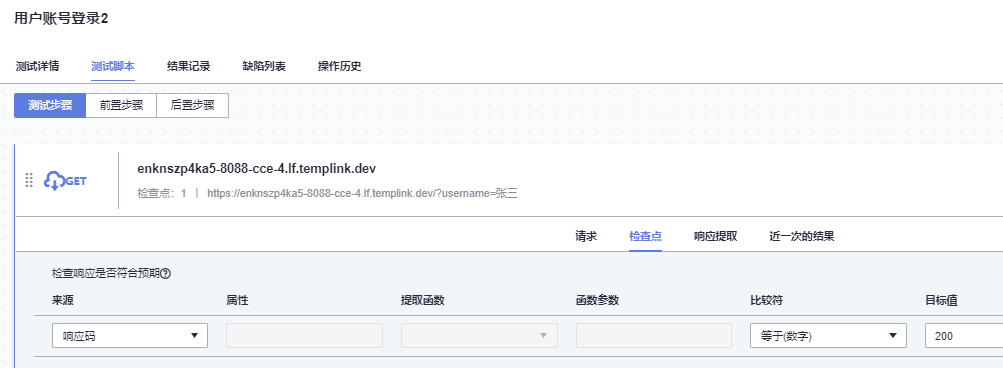 用户账号登录2
测试详情 测试脚本 结果记录 缺陷列表 操作历史
测试步骤 前置步骤 后置步骤
enknszp4ka5-8088-cce-4.lf.templink.dev
GET
检查点：1 | https://enknszp4ka5-8088-cce-4.lf.templink.dev/?username=张三
请求 检查点 响应提取 近一次的结果
检查响应是否符合预期?
来源 属性 提取函数 函数参数 比较符 目标值
响应码 等于(数字) 200